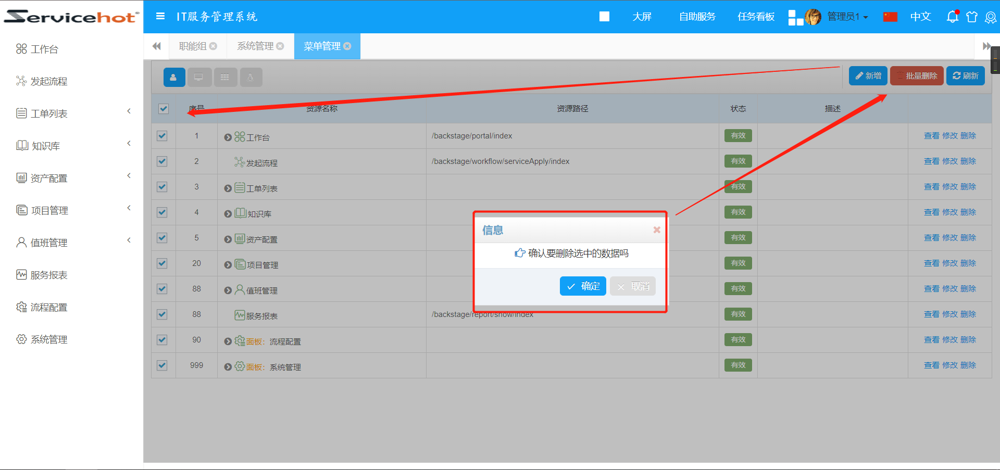 Servicehot
IT服务管理系统
大屏
自助服务
任务看板
管理员1
中文
工作台
发起流程
工单列表
知识库
资产配置
项目管理
值班管理
服务报表
流程配置
系统管理
职能组
系统管理
菜单管理
新增
批量删除
刷新
序号 资源名称 资源路径 状态 描述
1 工作台 /backstage/portal/index 有效 查看 修改 删除
2 发起流程 /backstage/workflow/serviceApply/index 有效 查看 修改 删除
3 工单列表 有效 查看 修改 删除
4 知识库 有效 查看 修改 删除
5 资产配置 有效 查看 修改 删除
20 项目管理 有效 查看 修改 删除
88 值班管理 有效 查看 修改 删除
88 服务报表 /backstage/report/show/index 有效 查看 修改 删除
90 面板：流程配置 有效 查看 修改 删除
999 面板：系统管理 有效 查看 修改 删除
信息
确认要删除选中的数据吗
确定
取消